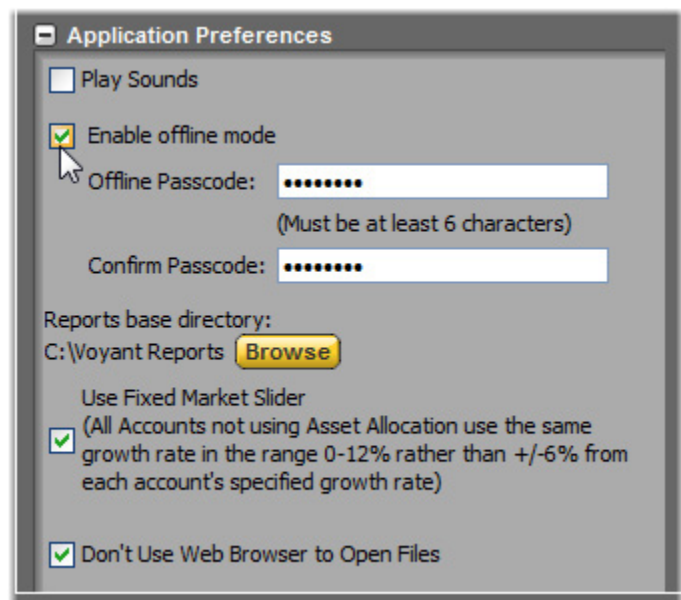 Application Preferences
Play Sounds
Enable offline mode
Offline Passcode: ••••••••
(Must be at least 6 characters)
Confirm Passcode: ••••••••
Reports base directory:
C:\Voyant Reports Browse
Use Fixed Market Slider
(All Accounts not using Asset Allocation use the same
growth rate in the range 0-12% rather than +/-6% from
each account's specified growth rate)
Don't Use Web Browser to Open Files